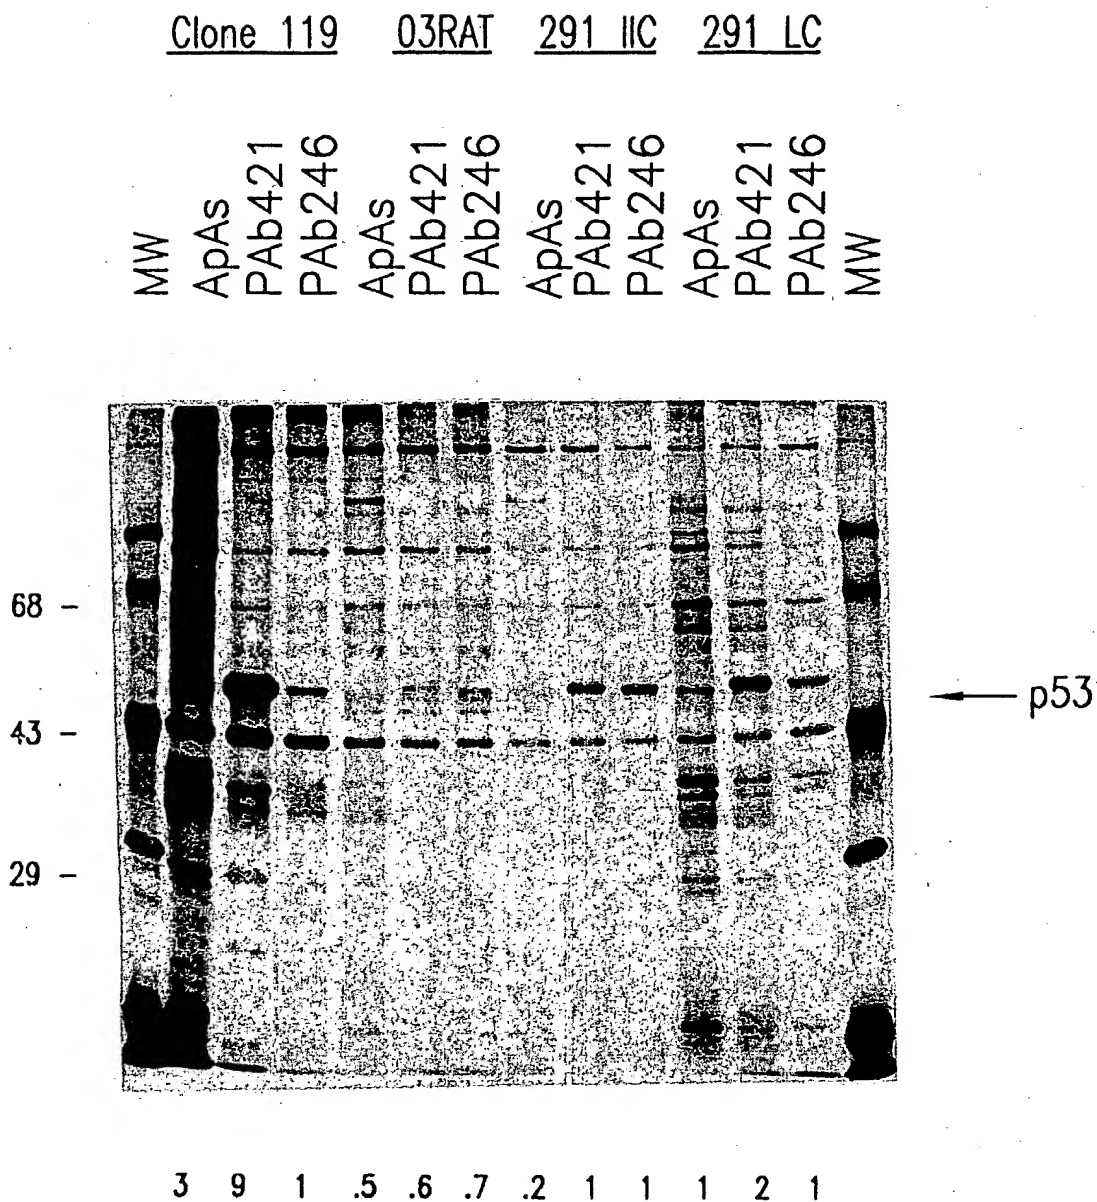 Clone 119 03RAT 291 IIC 291 LC
MW ApAs PAb421 PAb246 ApAs PAb421 PAb246 ApAs PAb421 PAb246 ApAs PAb421 PAb246 MW
68 –
p53
43 –
29 –
3 9 1 .5 .6 .7 .2 1 1 1 2 1